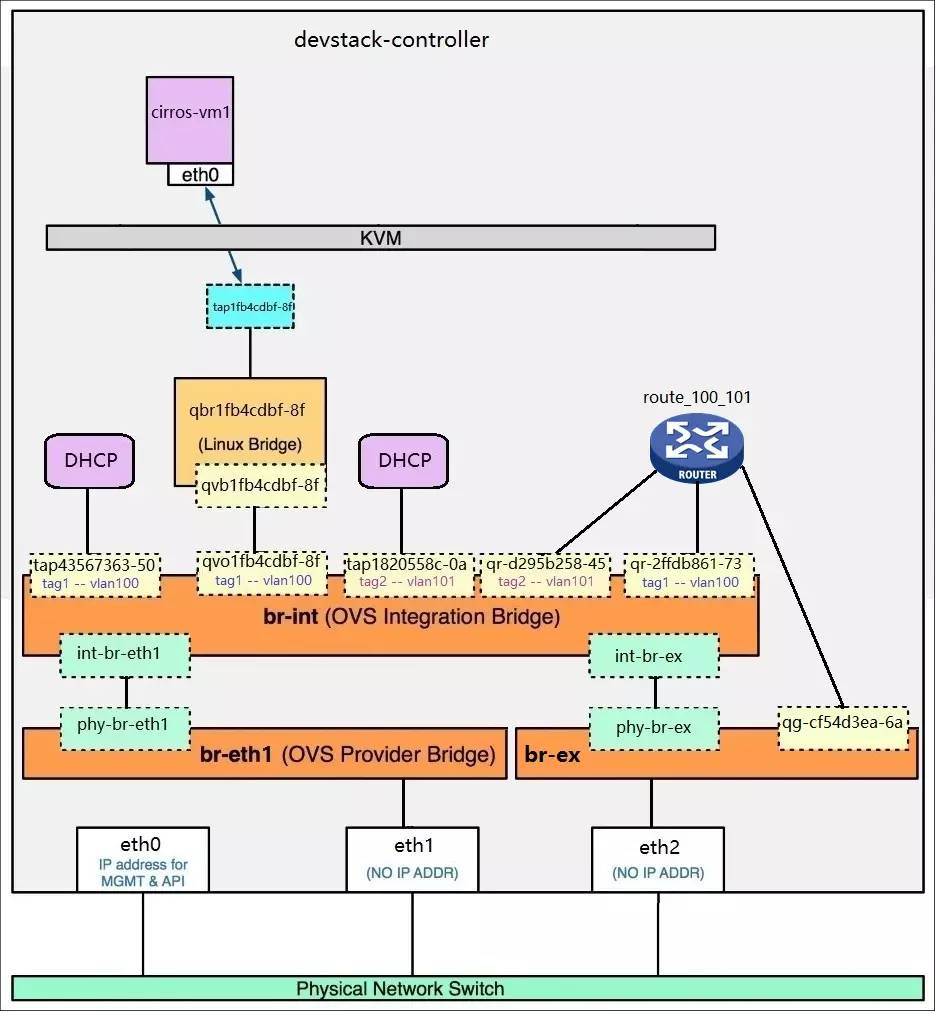 devstack-controller
cirros-vm1
eth0
KVM
tap1fb4cdbf-8f
qbr1fb4cdbf-8f
(Linux Bridge)
qvb1fb4cdbf-8f
DHCP
DHCP
route_100_101
ROUTER
tap43567363-50
tag1 -- vlan100
qvo1fb4cdbf-8f
tag1 -- vlan100
tap1820558c-0a
tag2 -- vlan101
qr-d295b258-45
tag2 -- vlan101
qr-2ffdb861-73
tag1 -- vlan100
br-int (OVS Integration Bridge)
int-br-eth1
int-br-ex
phy-br-eth1
phy-br-ex
qg-cf54d3ea-6a
br-eth1 (OVS Provider Bridge)
br-ex
eth0
IP address for
MGMT & API
eth1
(NO IP ADDR)
eth2
(NO IP ADDR)
Physical Network Switch